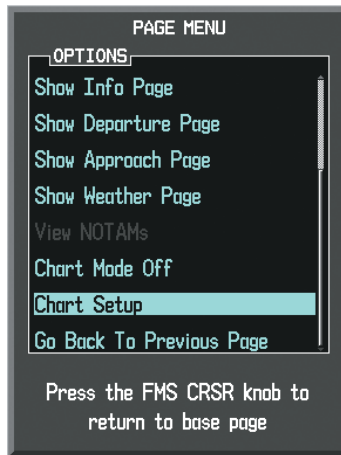 PAGE MENU
OPTIONS
Show Info Page
Show Departure Page
Show Approach Page
Show Weather Page
View NOTAMs
Chart Mode Off
Chart Setup
Go Back To Previous Page
Press the FMS CRSR knob to
return to base page